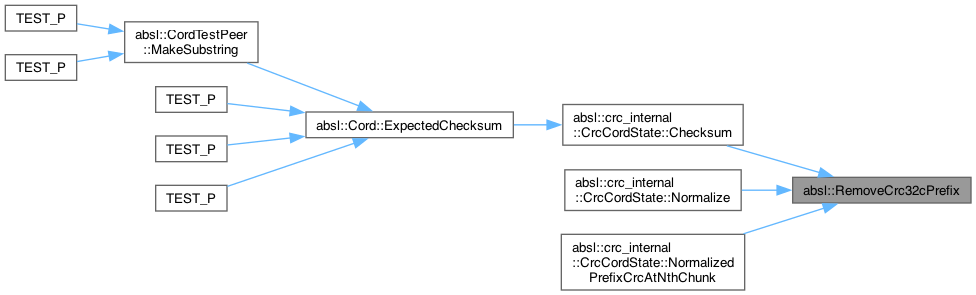 TEST_P
TEST_P
absl::CordTestPeer
::MakeSubstring
TEST_P
TEST_P
TEST_P
absl::Cord::ExpectedChecksum
absl::crc_internal
::CrcCordState::Checksum
absl::crc_internal
::CrcCordState::Normalize
absl::crc_internal
::CrcCordState::Normalized
PrefixCrcAtNthChunk
absl::RemoveCrc32cPrefix